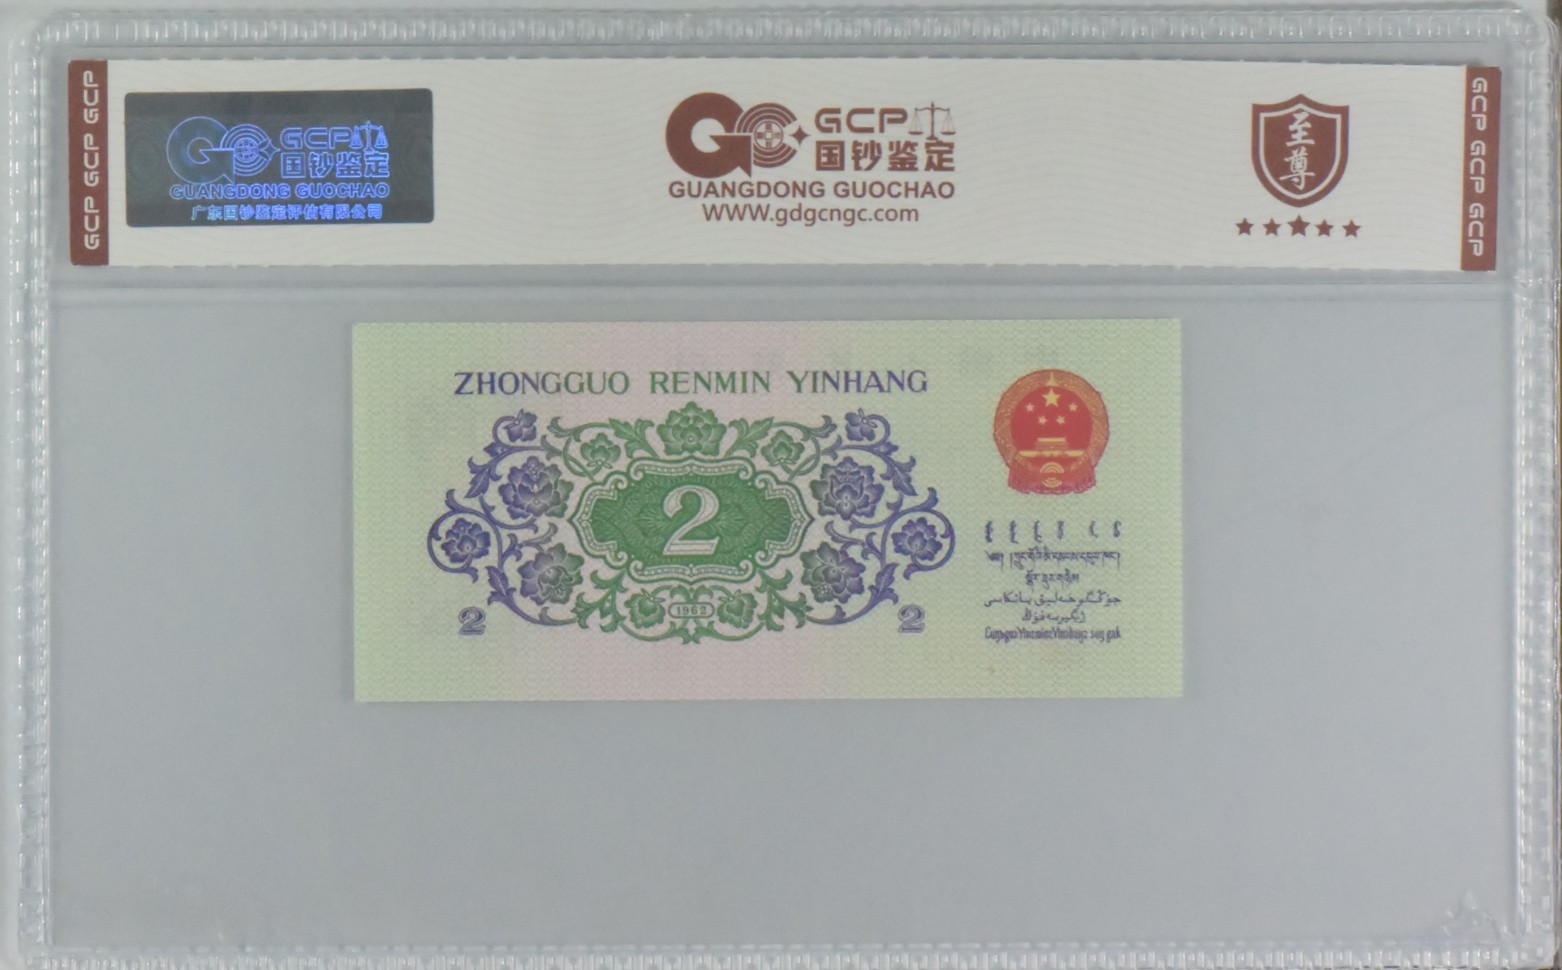 GCP GCP GCP
GCP
国钞鉴定
GUANGDONG GUOCHAO
广东国钞鉴定评估有限公司
GCP
国钞鉴定
GUANGDONG GUOCHAO
WWW.gdgcngc.com
至尊
GCP GCP GCP
ZHONGGUO RENMIN YINHANG
2
1962
2
2